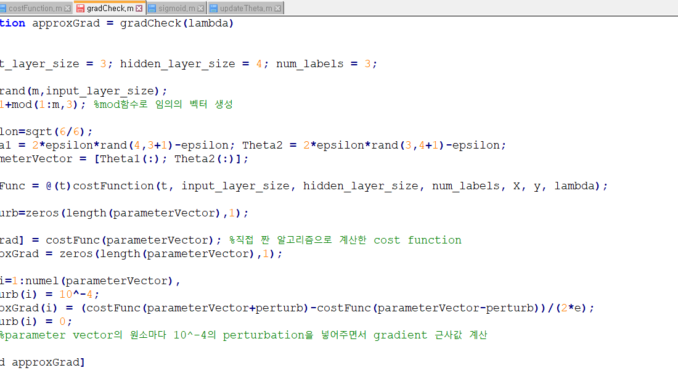 costFunction.m gradCheck.m sigmoid.m updateTheta.m
tion approxGrad = gradCheck(lambda)
t_layer_size = 3; hidden_layer_size = 4; num_labels = 3;
rand(m,input_layer_size);
1+mod(1:m,3); %mod함수로 임의의 벡터 생성
lon=sqrt(6/6);
a1 = 2*epsilon*rand(4,3+1)-epsilon; Theta2 = 2*epsilon*rand(3,4+1)-epsilon;
meterVector = [Theta1(:); Theta2(:)];
Func = @(t)costFunction(t, input_layer_size, hidden_layer_size, num_labels, X, y, lambda);
urb=zeros(length(parameterVector),1);
rad] = costFunc(parameterVector); %직접 짠 알고리즘으로 계산한 cost function
oxGrad = zeros(length(parameterVector),1);
i=1:numel(parameterVector),
urb(i) = 10^-4;
oxGrad(i) = (costFunc(parameterVector+perturb)-costFunc(parameterVector-perturb))/(2*e);
urb(i) = 0;
%parameter vector의 원소마다 10^-4의 perturbation을 넣어주면서 gradient 근사값 계산
d approxGrad]